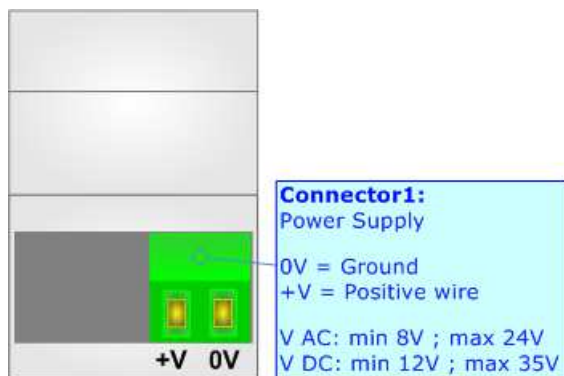 Connector1:
Power Supply
0V = Ground
+V = Positive wire
V AC: min 8V ; max 24V
V DC: min 12V ; max 35V
+V 0V